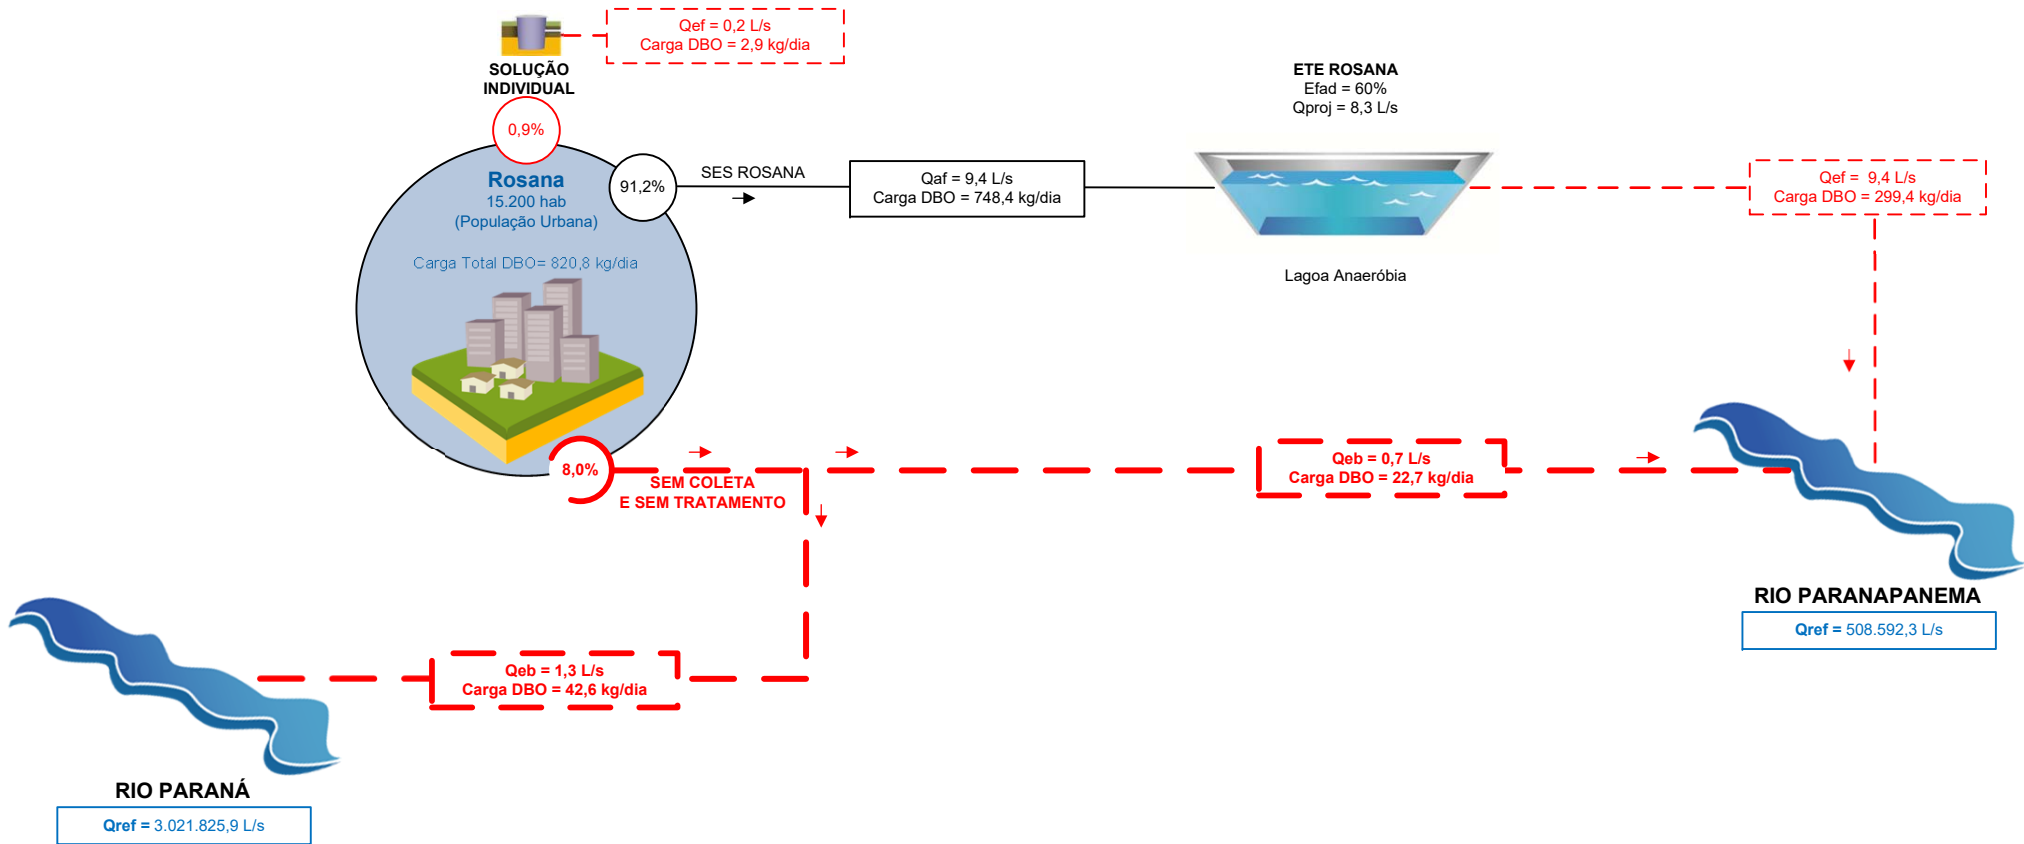 Qef = 0,2 L/s
Carga DBO = 2,9 kg/dia
SOLUÇÃO
INDIVIDUAL
0,9%
Rosana
15.200 hab
(População Urbana)
Carga Total DBO= 820,8 kg/dia
91,2%
SES ROSANA
Qaf = 9,4 L/s
Carga DBO = 748,4 kg/dia
ETE ROSANA
Efad = 60%
Qproj = 8,3 L/s
Lagoa Anaeróbia
Qef = 9,4 L/s
Carga DBO = 299,4 kg/dia
8,0%
SEM COLETA
E SEM TRATAMENTO
Qeb = 0,7 L/s
Carga DBO = 22,7 kg/dia
RIO PARANAPANEMA
Qref = 508.592,3 L/s
Qeb = 1,3 L/s
Carga DBO = 42,6 kg/dia
RIO PARANÁ
Qref = 3.021.825,9 L/s